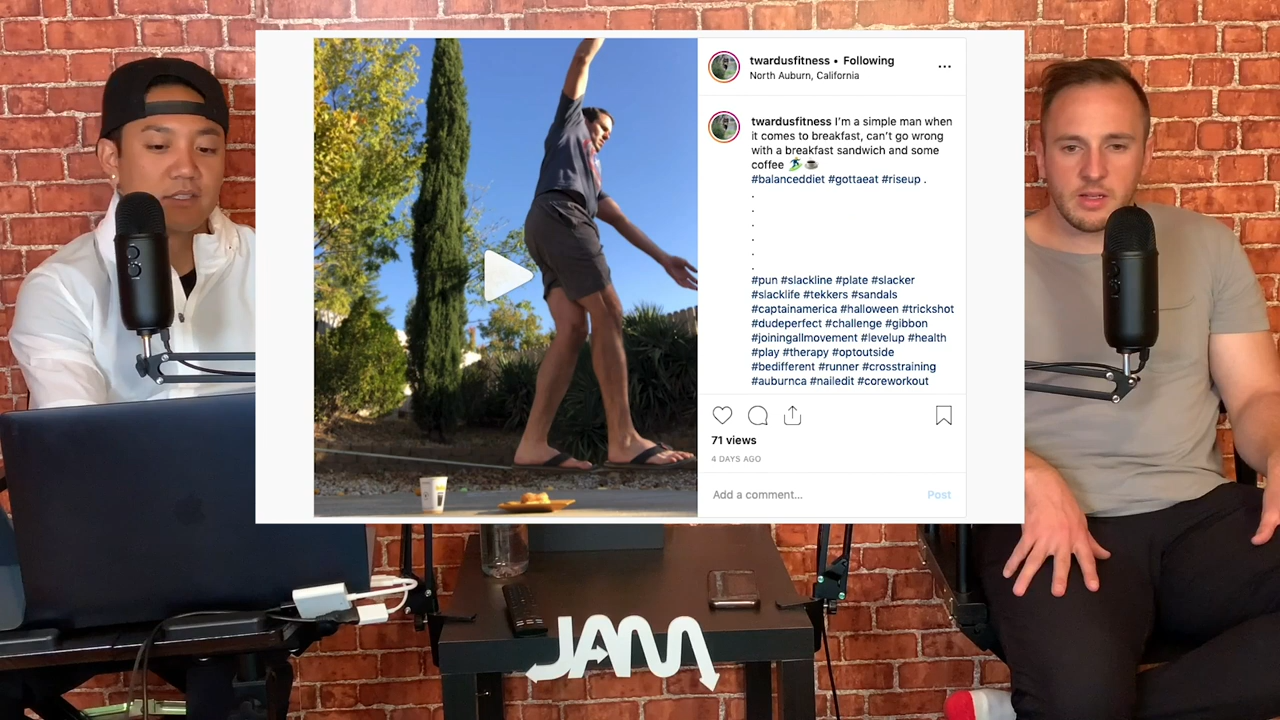 twardusfitness • Following
North Auburn, California
...
twardusfitness I'm a simple man when
it comes to breakfast, can't go wrong
with a breakfast sandwich and some
coffee 🏄☕
#balanceddiet #gottaeat #riseup .
.
.
.
.
.
.
#pun #slackline #plate #slacker
#slacklife #tekkers #sandals
#captainamerica #halloween #trickshot
#dudeperfect #challenge #gibbon
#joiningallmovement #levelup #health
#play #therapy #optoutside
#bedifferent #runner #crosstraining
#auburnca #nailedit #coreworkout
71 views
4 DAYS AGO
Add a comment...
Post
JAM